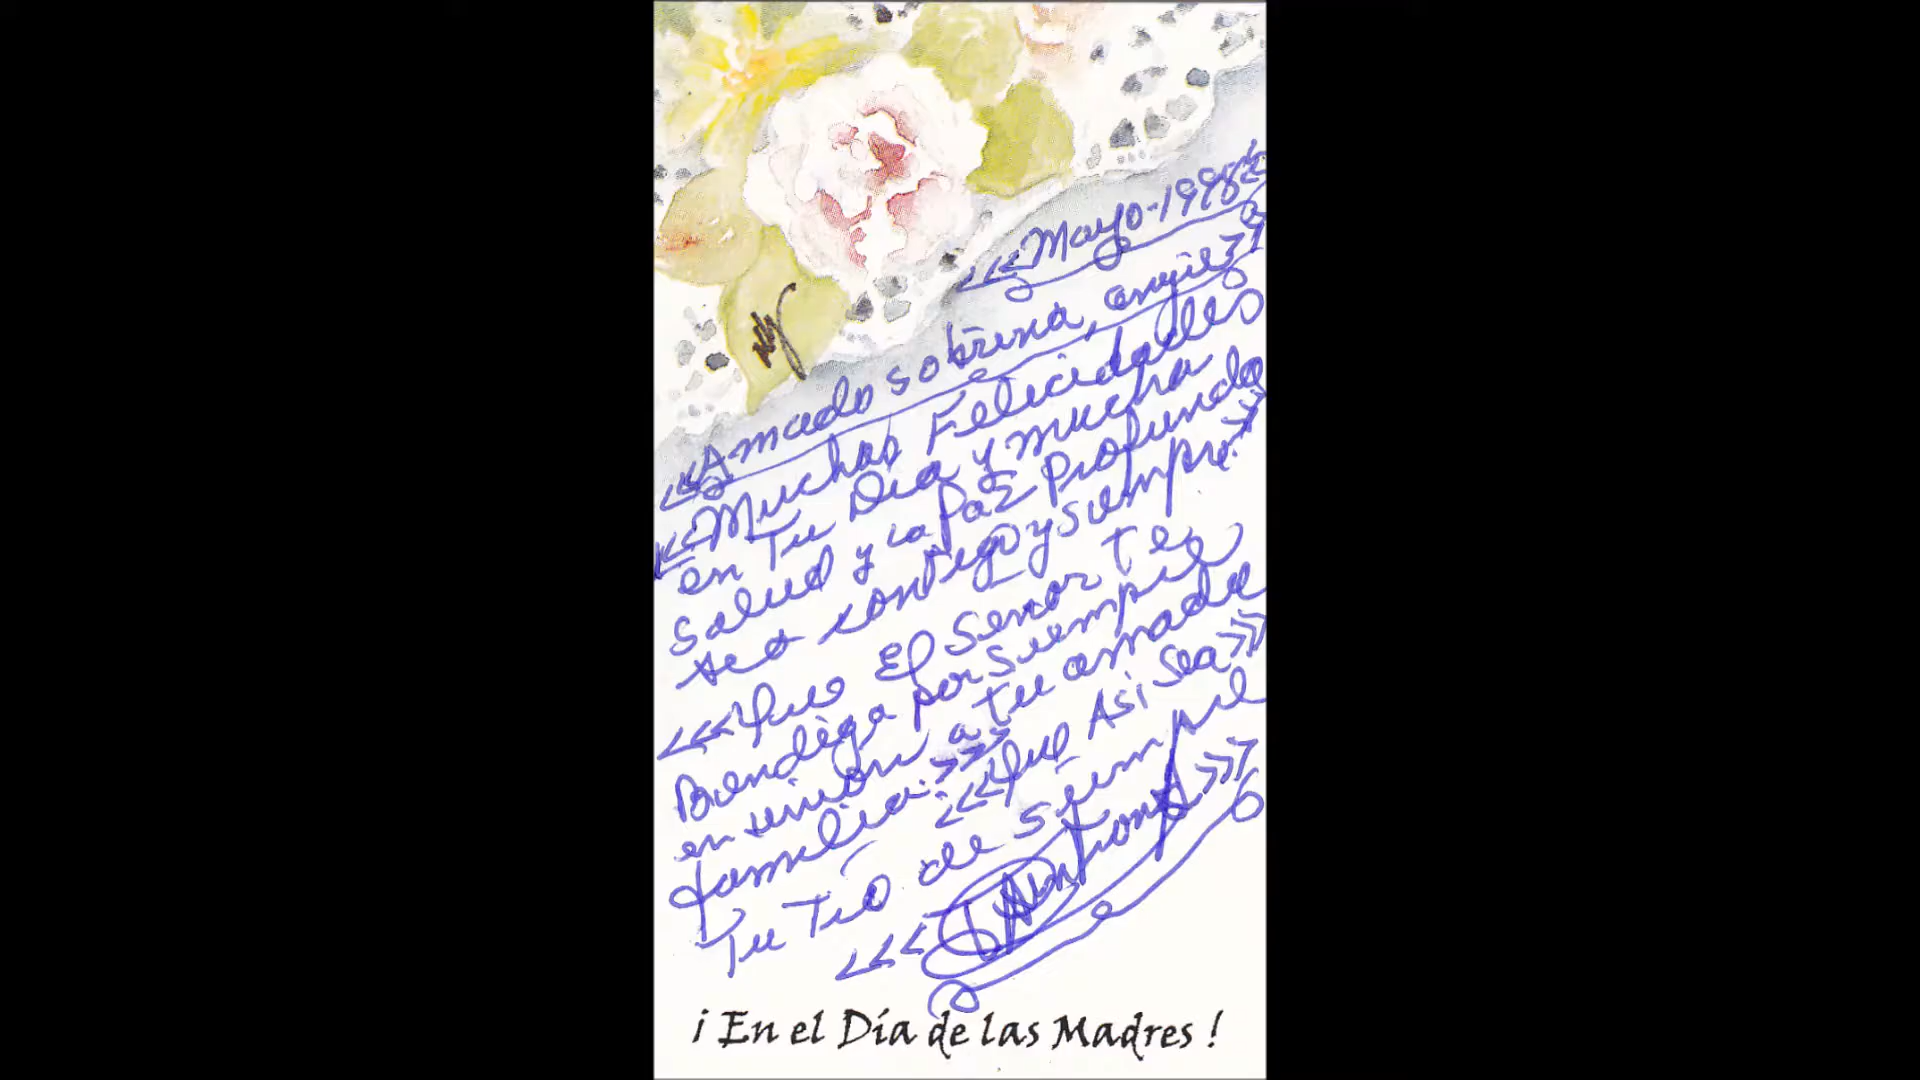 <<<Mayo-1998
<<Amado sobrina, angie>>
<<Muchas Felicidades
en Tu Dia y mucha
Salud y la Paz Profunda
sea contigo y siempre.>>
<<<Que El Señor te
Bendiga por siempre
en union a tu amada
familia.>>>
<<<Que Asi Sea>>
Tu Tio de Siempre
<<< Antonio >>
¡ En el Día de las Madres !